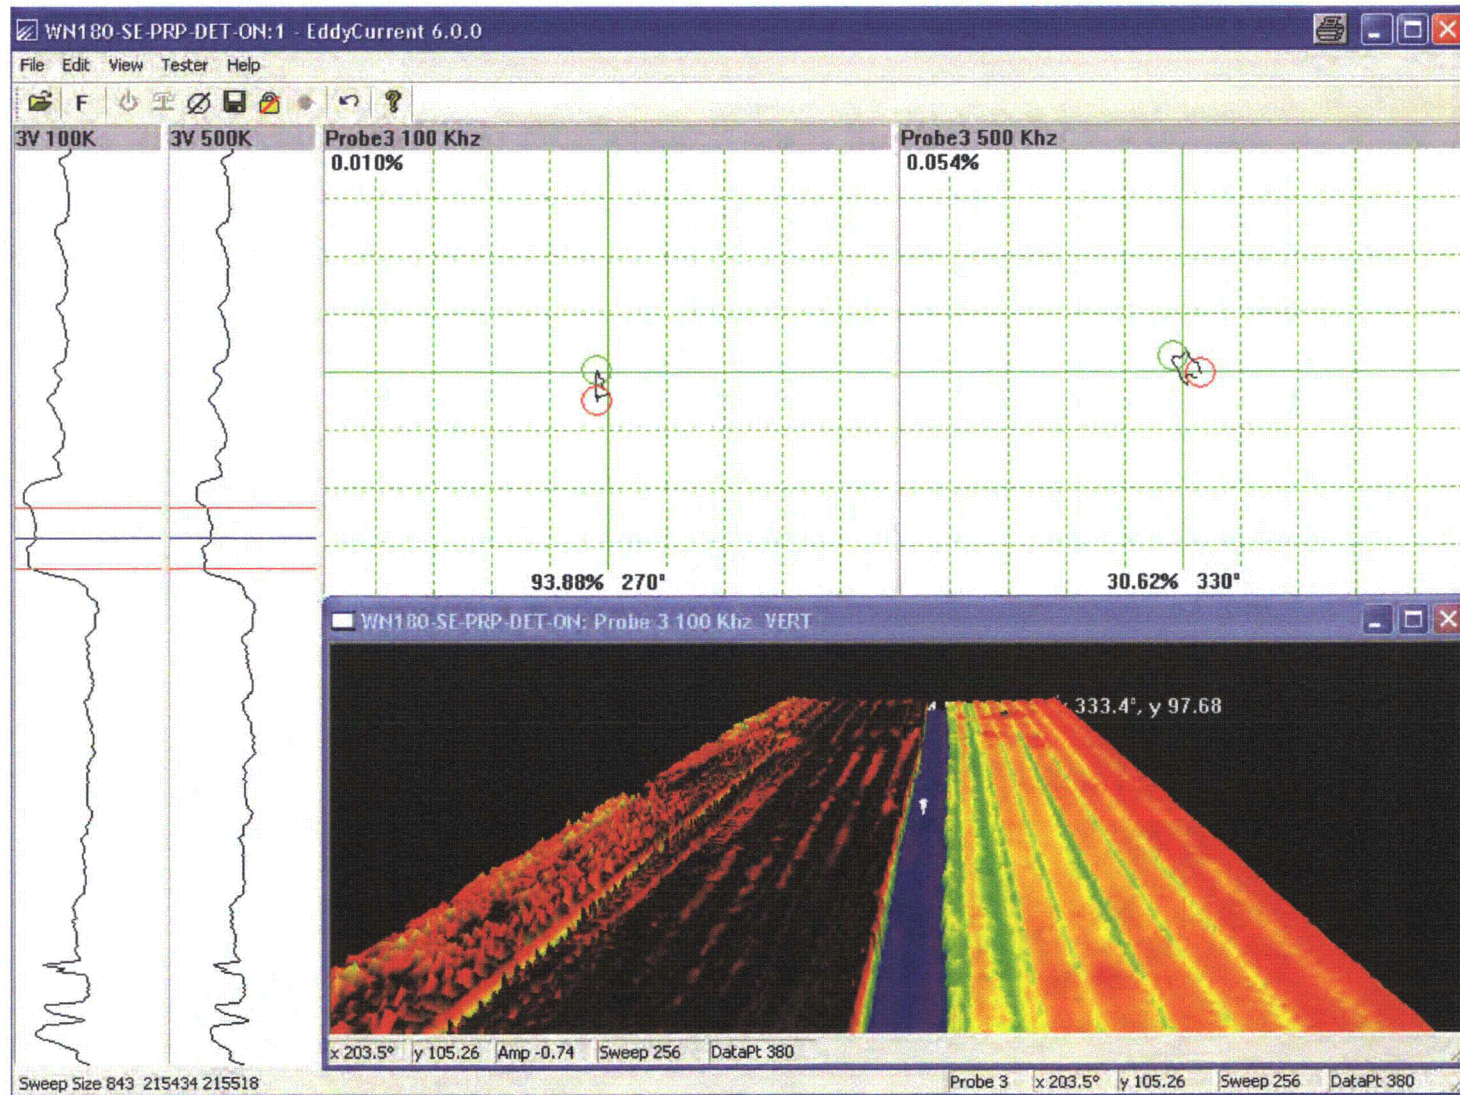 WN180-SE-PRP-DET-ON:1 - EddyCurrent 6.0.0
File Edit View Tester Help
F
3V 100K
3V 500K
Probe3 100 Khz
Probe3 500 Khz
0.010%
0.054%
93.88% 270°
30.62% 330°
WN180-SE-PRP-DET-ON: Probe 3 100 Khz VERT
333.4°, y 97.68
x 203.5° y 105.26 Amp -0.74 Sweep 256 DataPt 380
Sweep Size 843 215434 215518
Probe 3 x 203.5° y 105.26 Sweep 256 DataPt 380